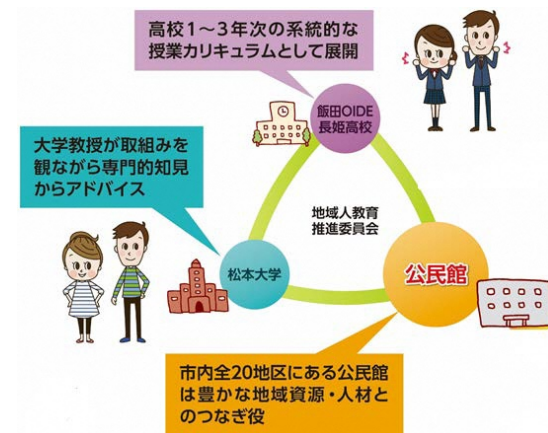 高校1～3年次の系統的な
授業カリキュラムとして展開
飯田OIDE
長姫高校
大学教授が取組みを
観ながら専門的知見
からアドバイス
地域人教育
推進委員会
松本大学
公民館
市内全20地区にある公民館
は豊かな地域資源・人材と
のつなぎ役